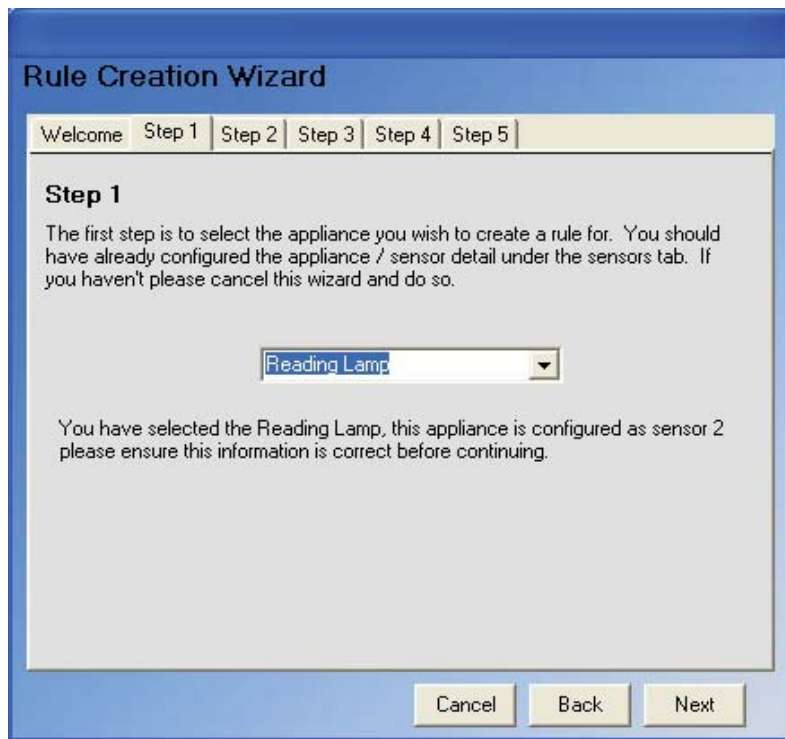 Rule Creation Wizard
Welcome Step 1 Step 2 Step 3 Step 4 Step 5
Step 1
The first step is to select the appliance you wish to create a rule for. You should
have already configured the appliance / sensor detail under the sensors tab. If
you haven't please cancel this wizard and do so.
Reading Lamp
You have selected the Reading Lamp, this appliance is configured as sensor 2
please ensure this information is correct before continuing.
Cancel Back Next